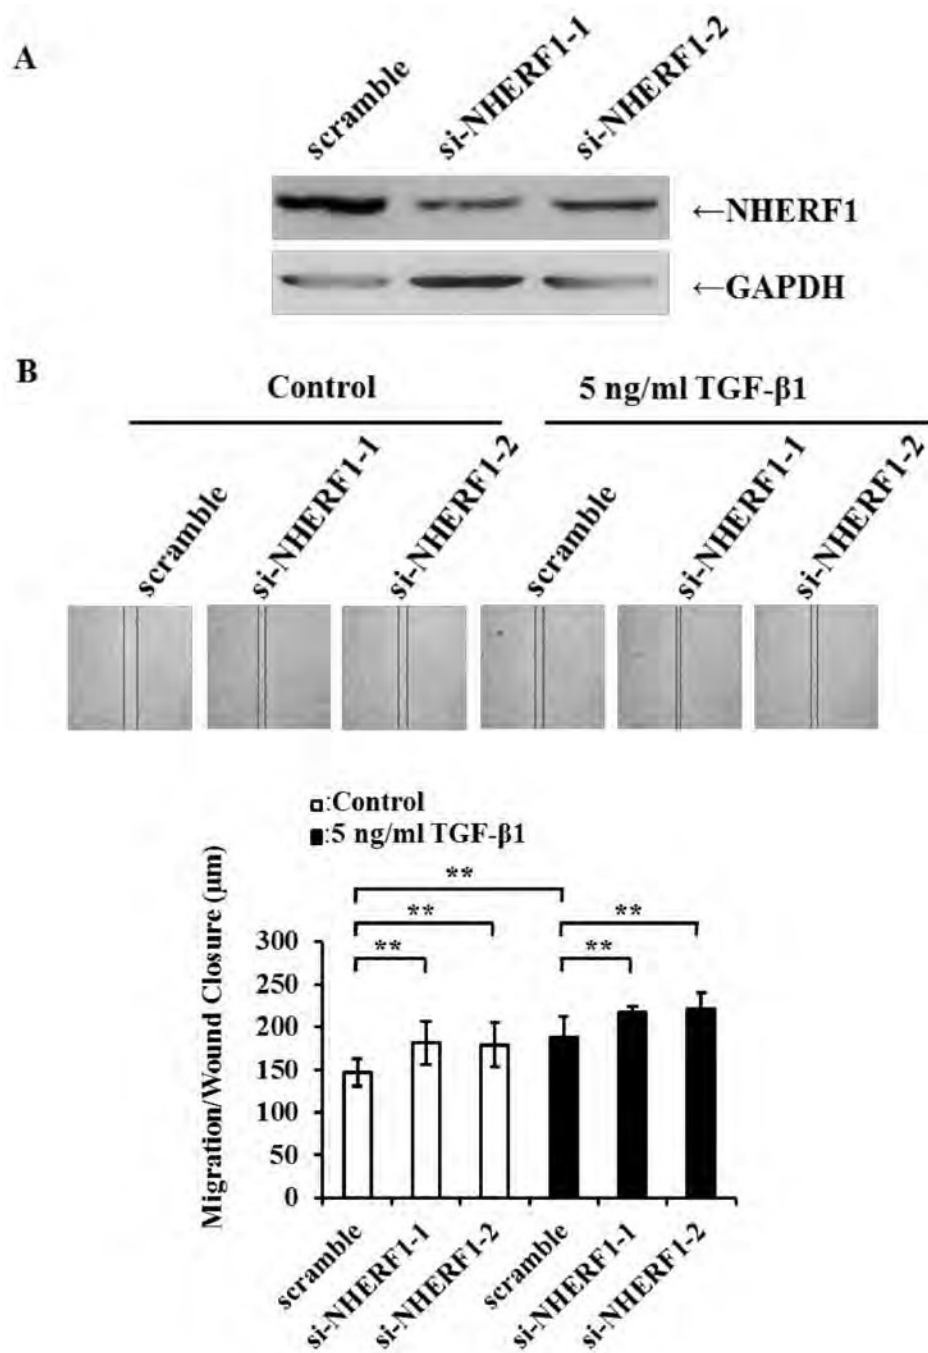 A
scramble
si-NHERF1-1
si-NHERF1-2
←NHERF1
←GAPDH
B
Control
5 ng/ml TGF-β1
scramble
si-NHERF1-1
si-NHERF1-2
scramble
si-NHERF1-1
si-NHERF1-2
:Control
:5 ng/ml TGF-β1
**
**
**
**
**
Migration/Wound Closure (μm)
300
250
200
150
100
50
0
scramble
si-NHERF1-1
si-NHERF1-2
scramble
si-NHERF1-1
si-NHERF1-2